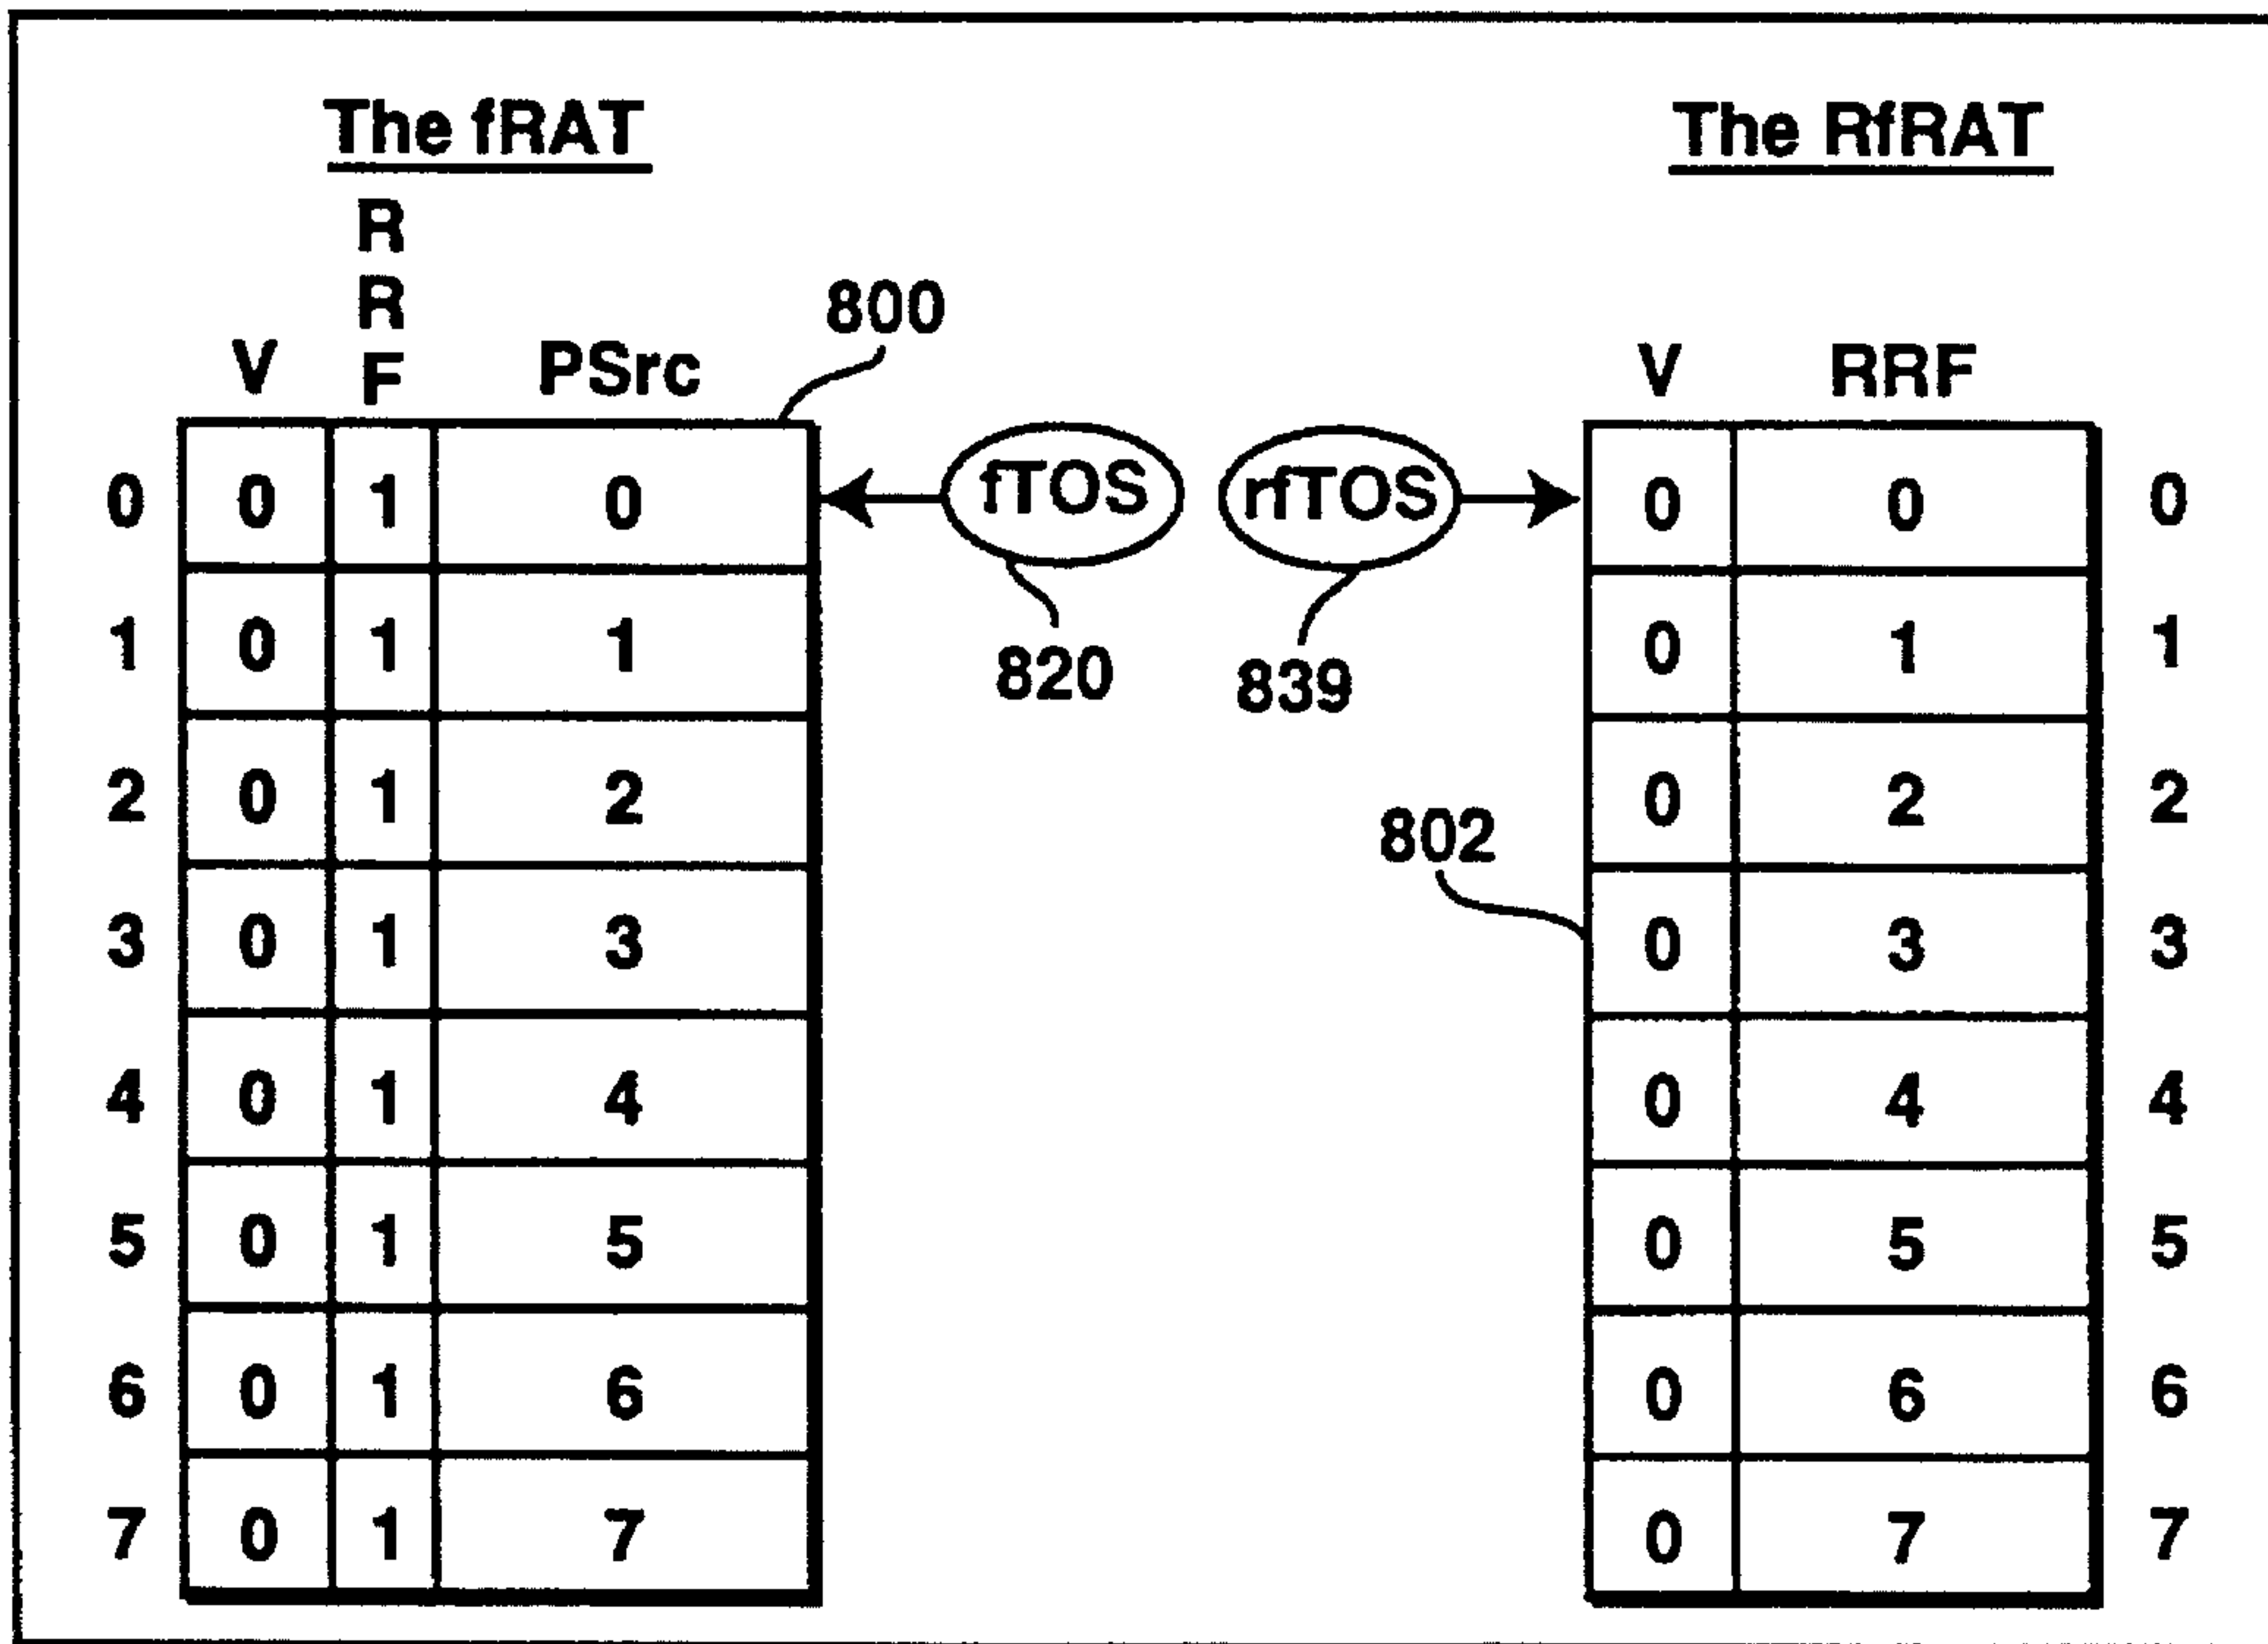 The fRAT
The RfRAT
R
R
V F PSrc
800
V RRF
0 0 1 0
fTOS
rfTOS
0 0 0
1 0 1 1
820
839
0 1 1
2 0 1 2
802
0 2 2
3 0 1 3
0 3 3
4 0 1 4
0 4 4
5 0 1 5
0 5 5
6 0 1 6
0 6 6
7 0 1 7
0 7 7